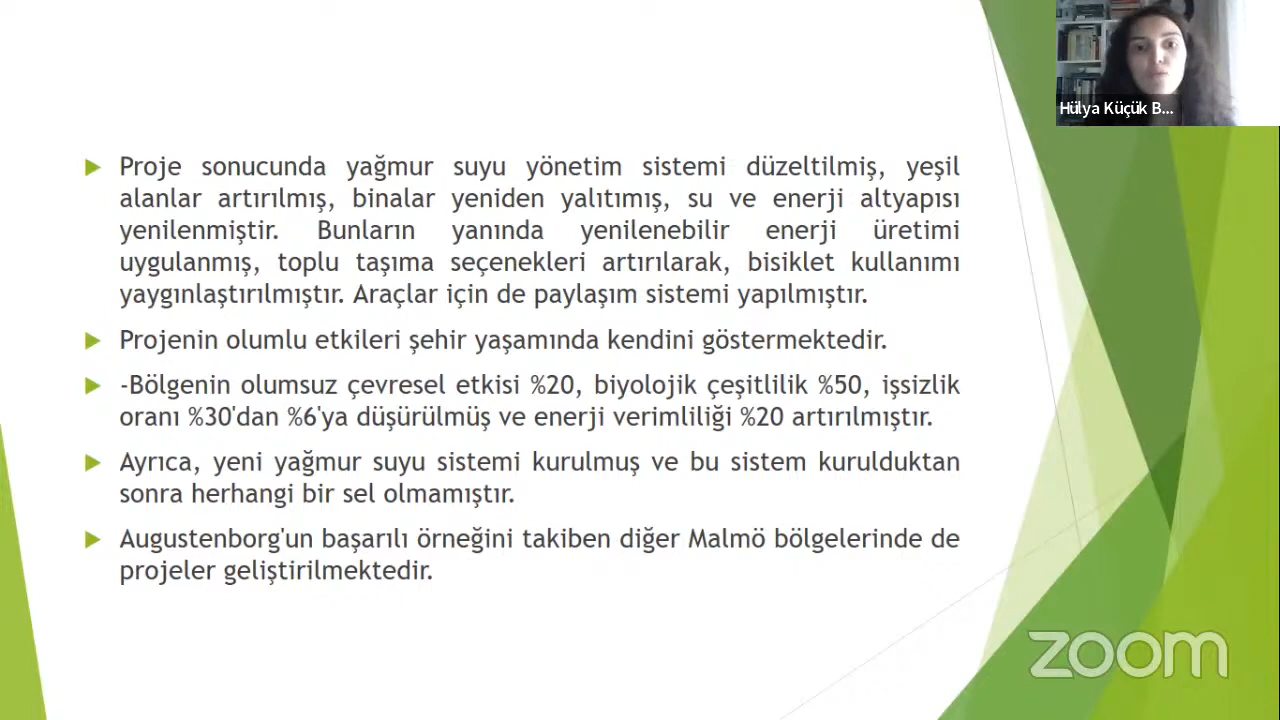 Hülya Küçük B...
Proje sonucunda yağmur suyu yönetim sistemi düzeltilmiş, yeşil
alanlar artırılmış, binalar yeniden yalıtımış, su ve enerji altyapısı
yenilenmiştir. Bunların yanında yenilenebilir enerji üretimi
uygulanmış, toplu taşıma seçenekleri artırılarak, bisiklet kullanımı
yaygınlaştırılmıştır. Araçlar için de paylaşım sistemi yapılmıştır.
Projenin olumlu etkileri şehir yaşamında kendini göstermektedir.
-Bölgenin olumsuz çevresel etkisi %20, biyolojik çeşitlilik %50, işsizlik
oranı %30'dan %6'ya düşürülmüş ve enerji verimliliği %20 artırılmıştır.
Ayrıca, yeni yağmur suyu sistemi kurulmuş ve bu sistem kurulduktan
sonra herhangi bir sel olmamıştır.
Augustenborg'un başarılı örneğini takiben diğer Malmö bölgelerinde de
projeler geliştirilmektedir.
zoom